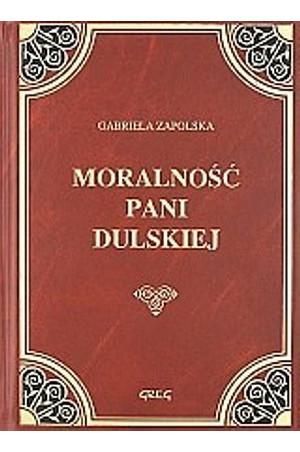 GABRIELA ZAPOLSKA
MORALNOŚĆ
PANI
DULSKIEJ
GREG